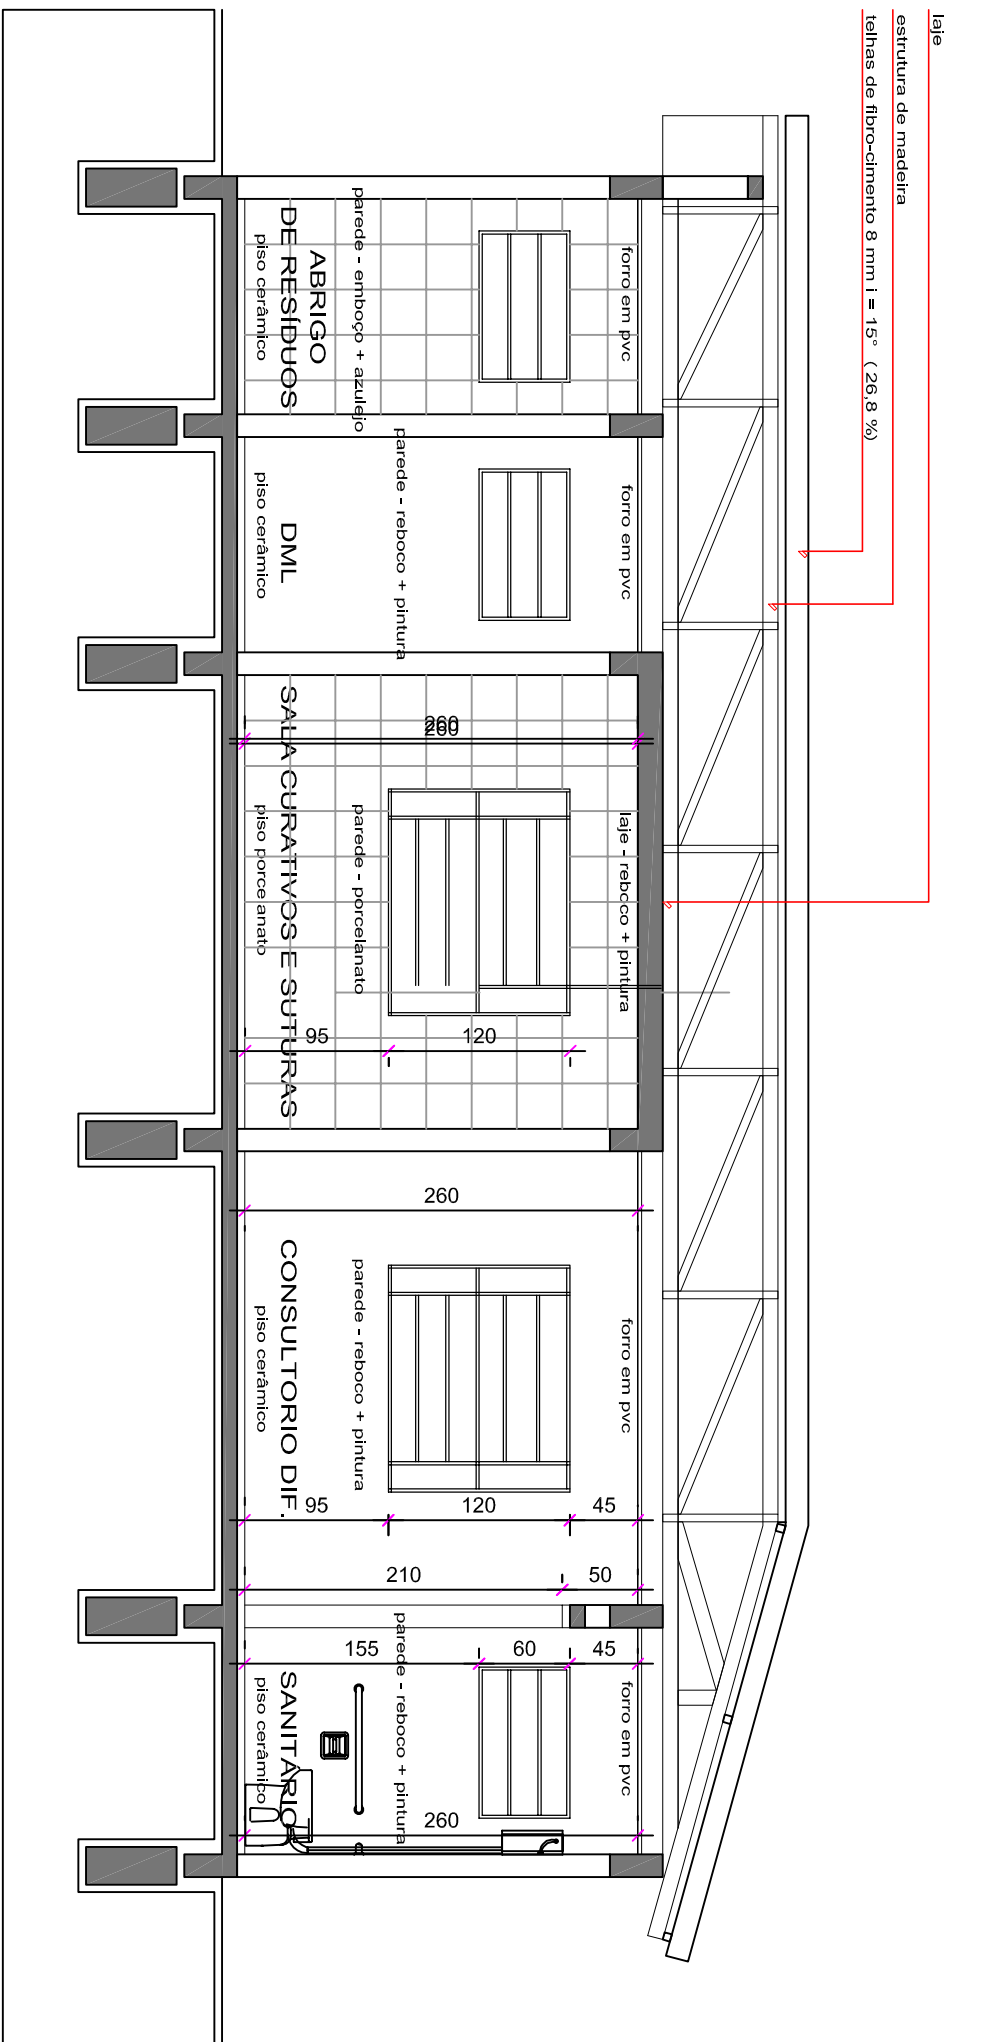 laje
estrutura de madeira
telhas de fibro-cimento 8 mm i = 15° ( 26,8 %)
forro em pvc
parede - emboço + azulejo
ABRIGO
DE RESÍDUOS
piso cerâmico
forro em pvc
parede - reboco + pintura
DML
piso cerâmico
260
260
laje - reboco + pintura
parede - porcelanato
SALA CURATIVOS E SUTURAS
piso porcelanato
95
120
260
forro em pvc
parede - reboco + pintura
CONSULTORIO DIF.
piso cerâmico
95
120
45
210
50
155
60
45
forro em pvc
parede - reboco + pintura
SANITÁRIO
piso cerâmico
260